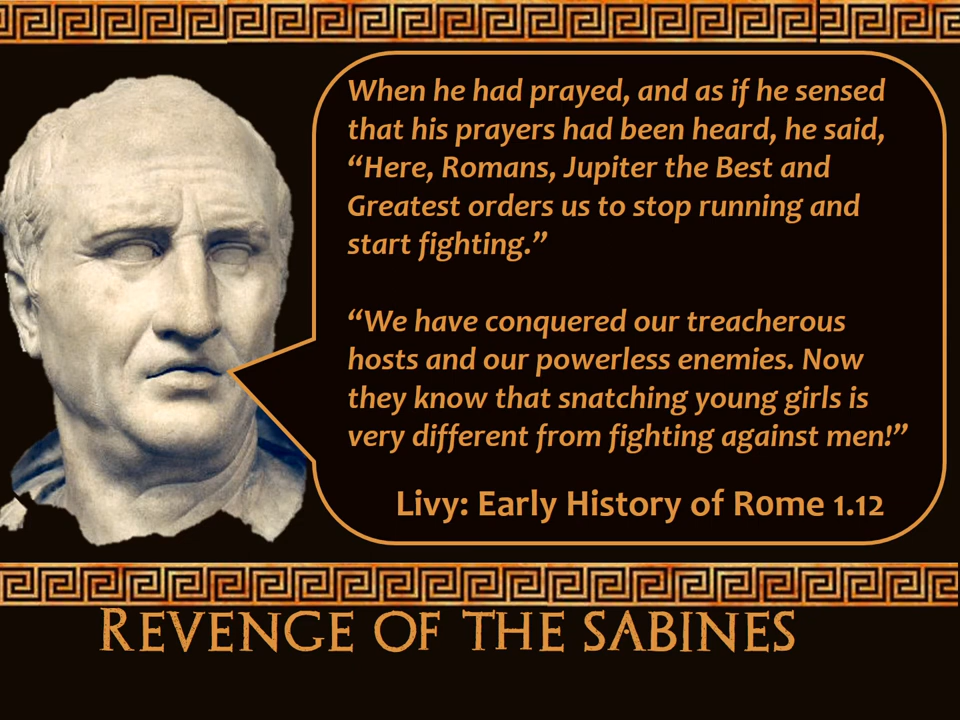 When he had prayed, and as if he sensed
that his prayers had been heard, he said,
“Here, Romans, Jupiter the Best and
Greatest orders us to stop running and
start fighting.”
“We have conquered our treacherous
hosts and our powerless enemies. Now
they know that snatching young girls is
very different from fighting against men!”
Livy: Early History of R0me 1.12
REVENGE OF THE SABINES